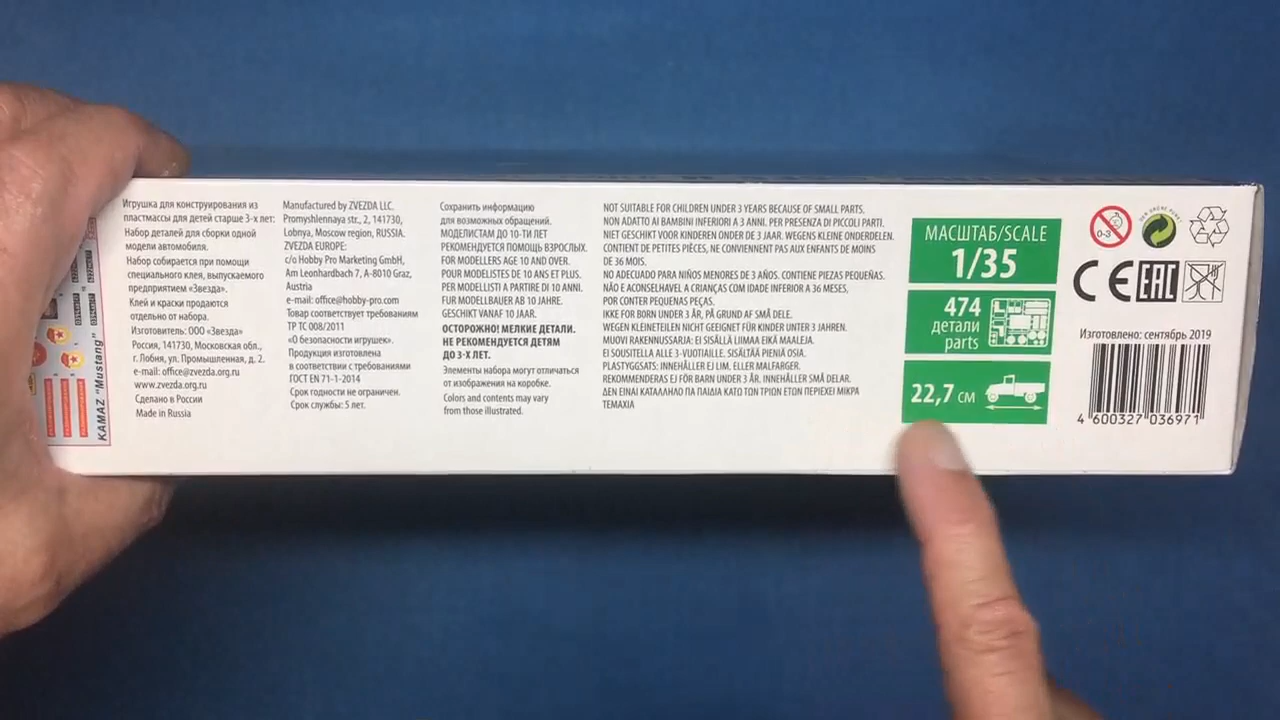 Игрушка для конструирования из
пластмассы для детей старше 3-х лет:
Набор деталей для сборки одной
модели автомобиля.
Набор собирается при помощи
специального клея, выпускаемого
предприятием «Звезда».
Клей и краски продаются
отдельно от набора.
Изготовитель: ООО «Звезда»
Россия, 141730, Московская обл.,
г. Лобня, ул. Промышленная, д. 2.
e-mail: office@zvezda.org.ru
www.zvezda.org.ru
Сделано в России
Made in Russia
Manufactured by ZVEZDA LLC.
Promyshlennaya str., 2, 141730,
Lobnya, Moscow region, RUSSIA.
ZVEZDA EUROPE:
c/o Hobby Pro Marketing GmbH,
Am Leonhardbach 7, A-8010 Graz,
Austria
e-mail: office@hobby-pro.com
Товар соответствует требованиям
ТР ТС 008/2011
«О безопасности игрушек».
Продукция изготовлена
в соответствии с требованиями
ГОСТ EN 71-1-2014
Срок годности не ограничен.
Срок службы: 5 лет.
Сохранить информацию
для возможных обращений.
МОДЕЛИСТАМ ДО 10-ТИ ЛЕТ
РЕКОМЕНДУЕТСЯ ПОМОЩЬ ВЗРОСЛЫХ.
FOR MODELLERS AGE 10 AND OVER.
POUR MODELISTES DE 10 ANS ET PLUS.
PER MODELLISTI A PARTIRE DI 10 ANNI.
FUR MODELLBAUER AB 10 JAHRE.
GESCHIKT VANAF 10 JAAR.
ОСТОРОЖНО! МЕЛКИЕ ДЕТАЛИ.
НЕ РЕКОМЕНДУЕТСЯ ДЕТЯМ
ДО 3-Х ЛЕТ.
Элементы набора могут отличаться
от изображения на коробке.
Colors and contents may vary
from those illustrated.
NOT SUITABLE FOR CHILDREN UNDER 3 YEARS BECAUSE OF SMALL PARTS.
NON ADATTO AI BAMBINI INFERIORI A 3 ANNI. PER PRESENZA DI PICCOLI PARTI.
NIET GESCHIKT VOOR KINDEREN ONDER DE 3 JAAR. WEGENS KLEINE ONDERDELEN.
CONTIENT DE PETITES PIÈCES, NE CONVIENNENT PAS AUX ENFANTS DE MOINS
DE 36 MOIS.
NO ADECUADO PARA NIÑOS MENORES DE 3 AÑOS. CONTIENE PIEZAS PEQUEÑAS.
NÃO E ACONSELHAVEL A CRIANÇAS COM IDADE INFERIOR A 36 MESES,
POR CONTER PEQUENAS PEÇAS.
IKKE FOR BARN UNDER 3 ÅR, PÅ GRUND AF SMÅ DELE.
WEGEN KLEINTEILEN NICHT GEEIGNET FÜR KINDER UNTER 3 JAHREN.
MUOVI RAKENNUSSARJA: EI SISÄLLÄ LIIMAA EIKÄ MAALEJA.
EI SOUSITELLA ALLE 3-VUOTIAILLE. SISÄLTÄÄ PIENIÄ OSIA.
PLASTYGGSATS: INNEHÅLLER EJ LIM. ELLER MALFARGER.
REKOMMENDERAS EJ FÖR BARN UNDER 3 ÅR. INNEHÅLLER SMÅ DELAR.
ΔΕΝ ΕΙΝΑΙ ΚΑΤΑΛΛΗΛΟ ΓΙΑ ΠΑΙΔΙΑ ΚΑΤΩ ΤΩΝ ΤΡΙΩΝ ΕΤΩΝ ΠΕΡΙΕΧΕΙ ΜΙΚΡΑ
ΤΕΜΑΧΙΑ
МАСШТАБ/SCALE
1/35
474
детали
parts
22,7 см
0-3
DER GRÜNE PUNKT
CE EAC
Изготовлено: сентябрь 2019
4 600327 036971
KAMAZ "Mustang"